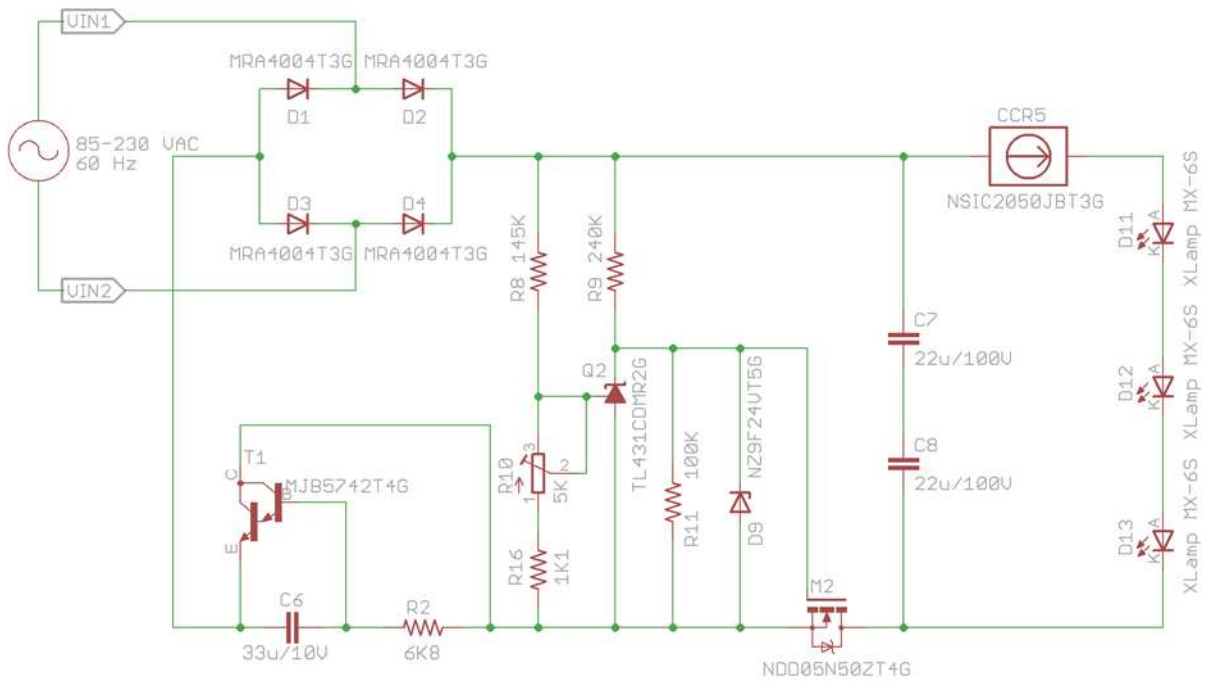 VIN1
MRA4004T3G MRA4004T3G
D1 D2
85-230 VAC
60 Hz
D3 D4
MRA4004T3G MRA4004T3G
VIN2
CCR5
NSIC2050JBT3G
R8 145K
R9 240K
D11
A
K
XLamp MX-6S
C7
22u/100V
Q2
TL431CDMR2G
NZ9F24VT5G
D9
D12
A
K
XLamp MX-6S
C8
22u/100V
T1
C
B
E
MJB5742T4G
R10
3
2
1
5K
R11 100K
R16 1K1
D13
A
K
XLamp MX-6S
M2
NDD05N50ZT4G
C6
33u/10V
R2
6K8